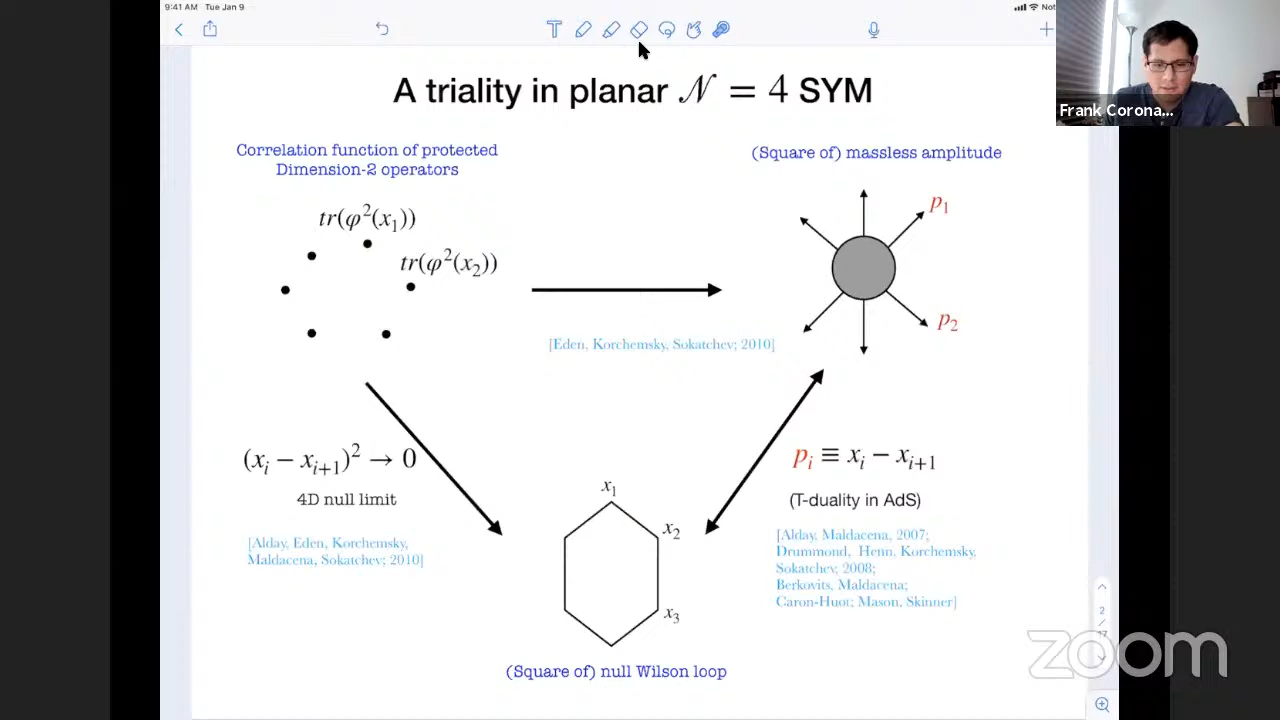 9:41 AM Tue Jan 9
Not
A triality in planar 𝒩 = 4 SYM
Frank Corona...
Correlation function of protected
Dimension-2 operators
(Square of) massless amplitude
tr(φ²(x₁))
tr(φ²(x₂))
p₁
p₂
[Eden, Korchemsky, Sokatchev; 2010]
(xᵢ − xᵢ₊₁)² → 0
4D null limit
[Alday, Eden, Korchemsky,
Maldacena, Sokatchev; 2010]
x₁
x₂
x₃
(Square of) null Wilson loop
pᵢ ≡ xᵢ − xᵢ₊₁
(T-duality in AdS)
[Alday, Maldacena, 2007;
Drummond, Henn, Korchemsky,
Sokatchev; 2008;
Berkovits, Maldacena;
Caron-Huot; Mason, Skinner]
2
/
17
zoom